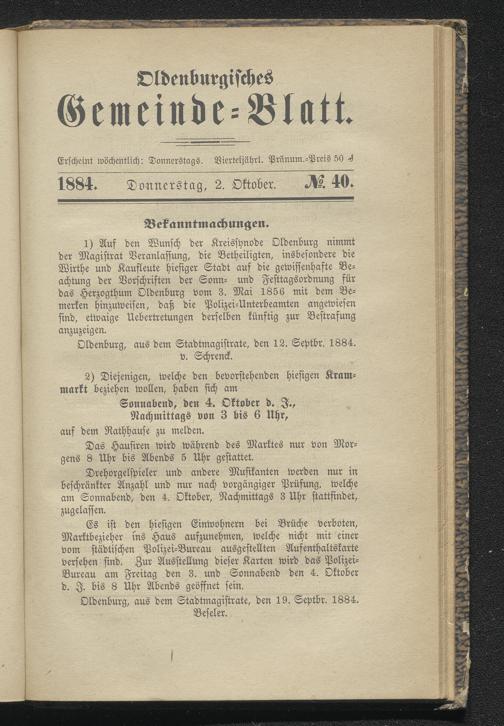 Oldenburgisches
Gemeinde-Blatt.
Erscheint wöchentlich: Donnerstags. Vierteljährl. Pränum.-Preis 50 ₰
1884. Donnerstag, 2. Oktober. № 40.
Bekanntmachungen.
1) Auf den Wunsch der Kreissynode Oldenburg nimmt
der Magistrat Veranlassung, die Betheiligten, insbesondere die
Wirthe und Kaufleute hiesiger Stadt auf die gewissenhafte Be-
achtung der Vorschriften der Sonn- und Festtagsordnung für
das Herzogthum Oldenburg vom 3. Mai 1856 mit dem Be-
merken hinzuweisen, daß die Polizei-Unterbeamten angewiesen
sind, etwaige Uebertretungen derselben künftig zur Bestrafung
anzuzeigen.
Oldenburg, aus dem Stadtmagistrate, den 12. Septbr. 1884.
v. Schrenck.
2) Diejenigen, welche den bevorstehenden hiesigen Kram-
markt beziehen wollen, haben sich am
Sonnabend, den 4. Oktober d. J.,
Nachmittags von 3 bis 6 Uhr,
auf dem Rathhause zu melden.
Das Hausiren wird während des Marktes nur von Mor-
gens 8 Uhr bis Abends 5 Uhr gestattet.
Drehorgelspieler und andere Musikanten werden nur in
beschränkter Anzahl und nur nach vorgängiger Prüfung, welche
am Sonnabend, den 4. Oktober, Nachmittags 3 Uhr stattfindet,
zugelassen.
Es ist den hiesigen Einwohnern bei Brüche verboten,
Marktbezieher ins Haus aufzunehmen, welche nicht mit einer
vom städtischen Polizei-Bureau ausgestellten Aufenthaltskarte
versehen sind. Zur Ausstellung dieser Karten wird das Polizei-
Bureau am Freitag den 3. und Sonnabend den 4. Oktober
d. J. bis 8 Uhr Abends geöffnet sein.
Oldenburg, aus dem Stadtmagistrate, den 19. Septbr. 1884.
Beseler.